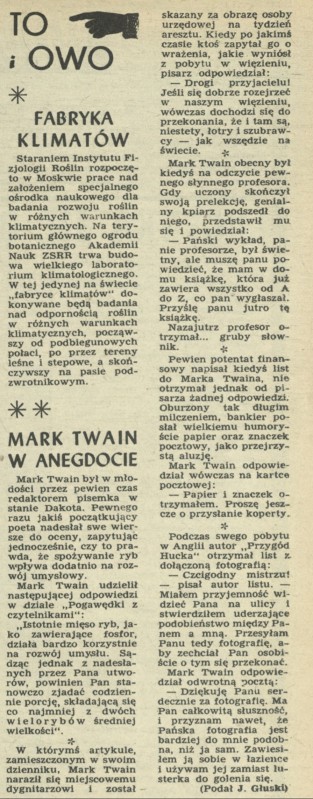 TO
i OWO
*
FABRYKA
KLIMATÓW
Staraniem Instytutu Fi-
zjologii Roślin rozpoczę-
to w Moskwie prace nad
założeniem specjalnego
ośrodka naukowego dla
badania rozwoju roślin
w różnych warunkach
klimatycznych. Na tery-
torium głównego ogrodu
botanicznego Akademii
Nauk ZSRR trwa budo-
wa wielkiego laborato-
rium klimatologicznego.
W tej jedynej na świecie
„fabryce klimatów” do-
konywane będą badania
nad odpornością roślin
w różnych warunkach
klimatycznych, począw-
szy od podbiegunowych
połaci, po przez tereny
leśne i stepowe, a skoń-
czywszy na pasie pod-
zwrotnikowym.
* *
MARK TWAIN
W ANEGDOCIE
Mark Twain był w mło-
dości przez pewien czas
redaktorem pisemka w
stanie Dakota. Pewnego
razu jakiś początkujący
poeta nadesłał swe wier-
sze do oceny, zapytując
jednocześnie, czy to pra-
wda, że spożywanie ryb
wpływa dodatnio na roz-
wój umysłowy.
Mark Twain udzielił
następującej odpowiedzi
w dziale „Pogawędki z
czytelnikami”:
„Istotnie mięso ryb, ja-
ko zawierające fosfor,
działa bardzo korzystnie
na rozwój umysłu. Są-
dząc jednak z nadesła-
nych przez Pana utwo-
rów, powinien Pan sta-
nowczo zjadać codzien-
nie porcję, składającą się
co najmniej z dwóch
wielorybów średniej
wielkości”.
*
W którymś artykule,
zamieszczonym w swoim
dzienniku, Mark Twain
naraził się miejscowemu
dygnitarzowi i został
skazany za obrazę osoby
urzędowej na tydzień
aresztu. Kiedy po jakimś
czasie ktoś zapytał go o
wrażenia, jakie wyniósł
z pobytu w więzieniu,
pisarz odpowiedział:
— Drogi przyjacielu!
Jeśli się dobrze rozejrzeć
w naszym więzieniu,
wówczas dochodzi się do
przekonania, że i tam są,
niestety, łotry i szubraw-
cy — jak wszędzie na
świecie.
*
Mark Twain obecny był
kiedyś na odczycie pew-
nego słynnego profesora.
Gdy uczony skończył
swoją prelekcję, genial-
ny kpiarz podszedł do
niego, przedstawił mu
się i powiedział:
— Pański wykład, pa-
nie profesorze, był świe-
tny, ale muszę panu po-
wiedzieć, że mam w do-
mu książkę, która już
zawiera wszystko od A
do Z, co pan wygłaszał.
Przyślę panu jutro tę
książkę.
Nazajutrz profesor o-
trzymał... gruby słow-
nik.
*
Pewien potentat finan-
sowy napisał kiedyś list
do Marka Twaina, nie
otrzymał jednak od pi-
sarza żadnej odpowiedzi.
Oburzony tak długim
milczeniem, bankier po-
słał wielkiemu humory-
ście papier oraz znaczek
pocztowy, jako przejrzy-
stą aluzję.
Mark Twain odpowie-
dział wówczas na kartce
pocztowej:
— Papier i znaczek o-
trzymałem. Proszę jesz-
cze o przysłanie koperty.
*
Podczas swego pobytu
w Anglii autor „Przygód
Hucka” otrzymał list z
dołączoną fotografią:
— Czcigodny mistrzu!
— pisał autor listu. —
Miałem przyjemność wi-
dzieć Pana na ulicy i
stwierdziłem uderzające
podobieństwo między Pa-
nem a mną. Przesyłam
Panu tedy fotografię, a-
by zechciał Pan osobi-
ście o tym się przekonać.
Mark Twain odpowie-
dział odwrotną pocztą:
— Dziękuję Panu ser-
decznie za fotografię. Ma
Pan całkowitą słuszność,
i przyznam nawet, że
Pańska fotografia jest
bardziej do mnie podob-
na, niż ja sam. Zawiesi-
łem ją sobie w łazience
i używam jej zamiast lu-
sterka do golenia się.
(Podał J. Głuski)